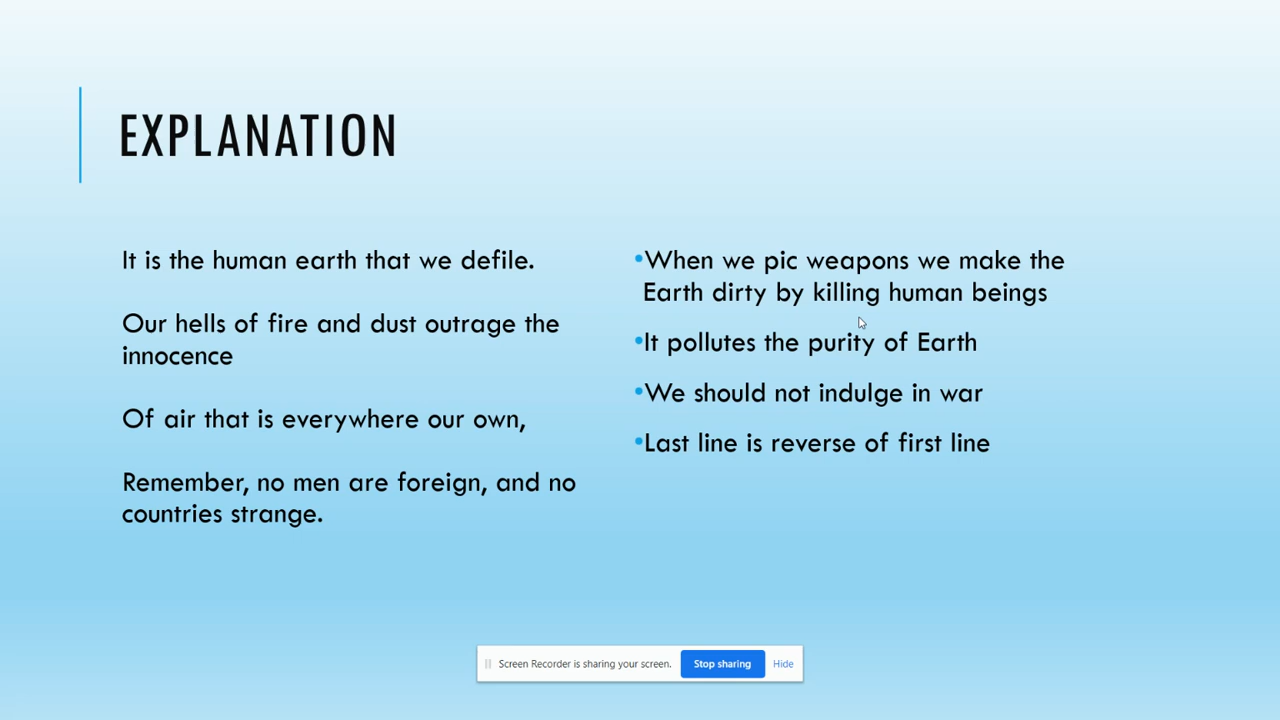 EXPLANATION
It is the human earth that we defile.
Our hells of fire and dust outrage the
innocence
Of air that is everywhere our own,
Remember, no men are foreign, and no
countries strange.
•When we pic weapons we make the
Earth dirty by killing human beings
•It pollutes the purity of Earth
•We should not indulge in war
•Last line is reverse of first line
Screen Recorder is sharing your screen. Stop sharing Hide